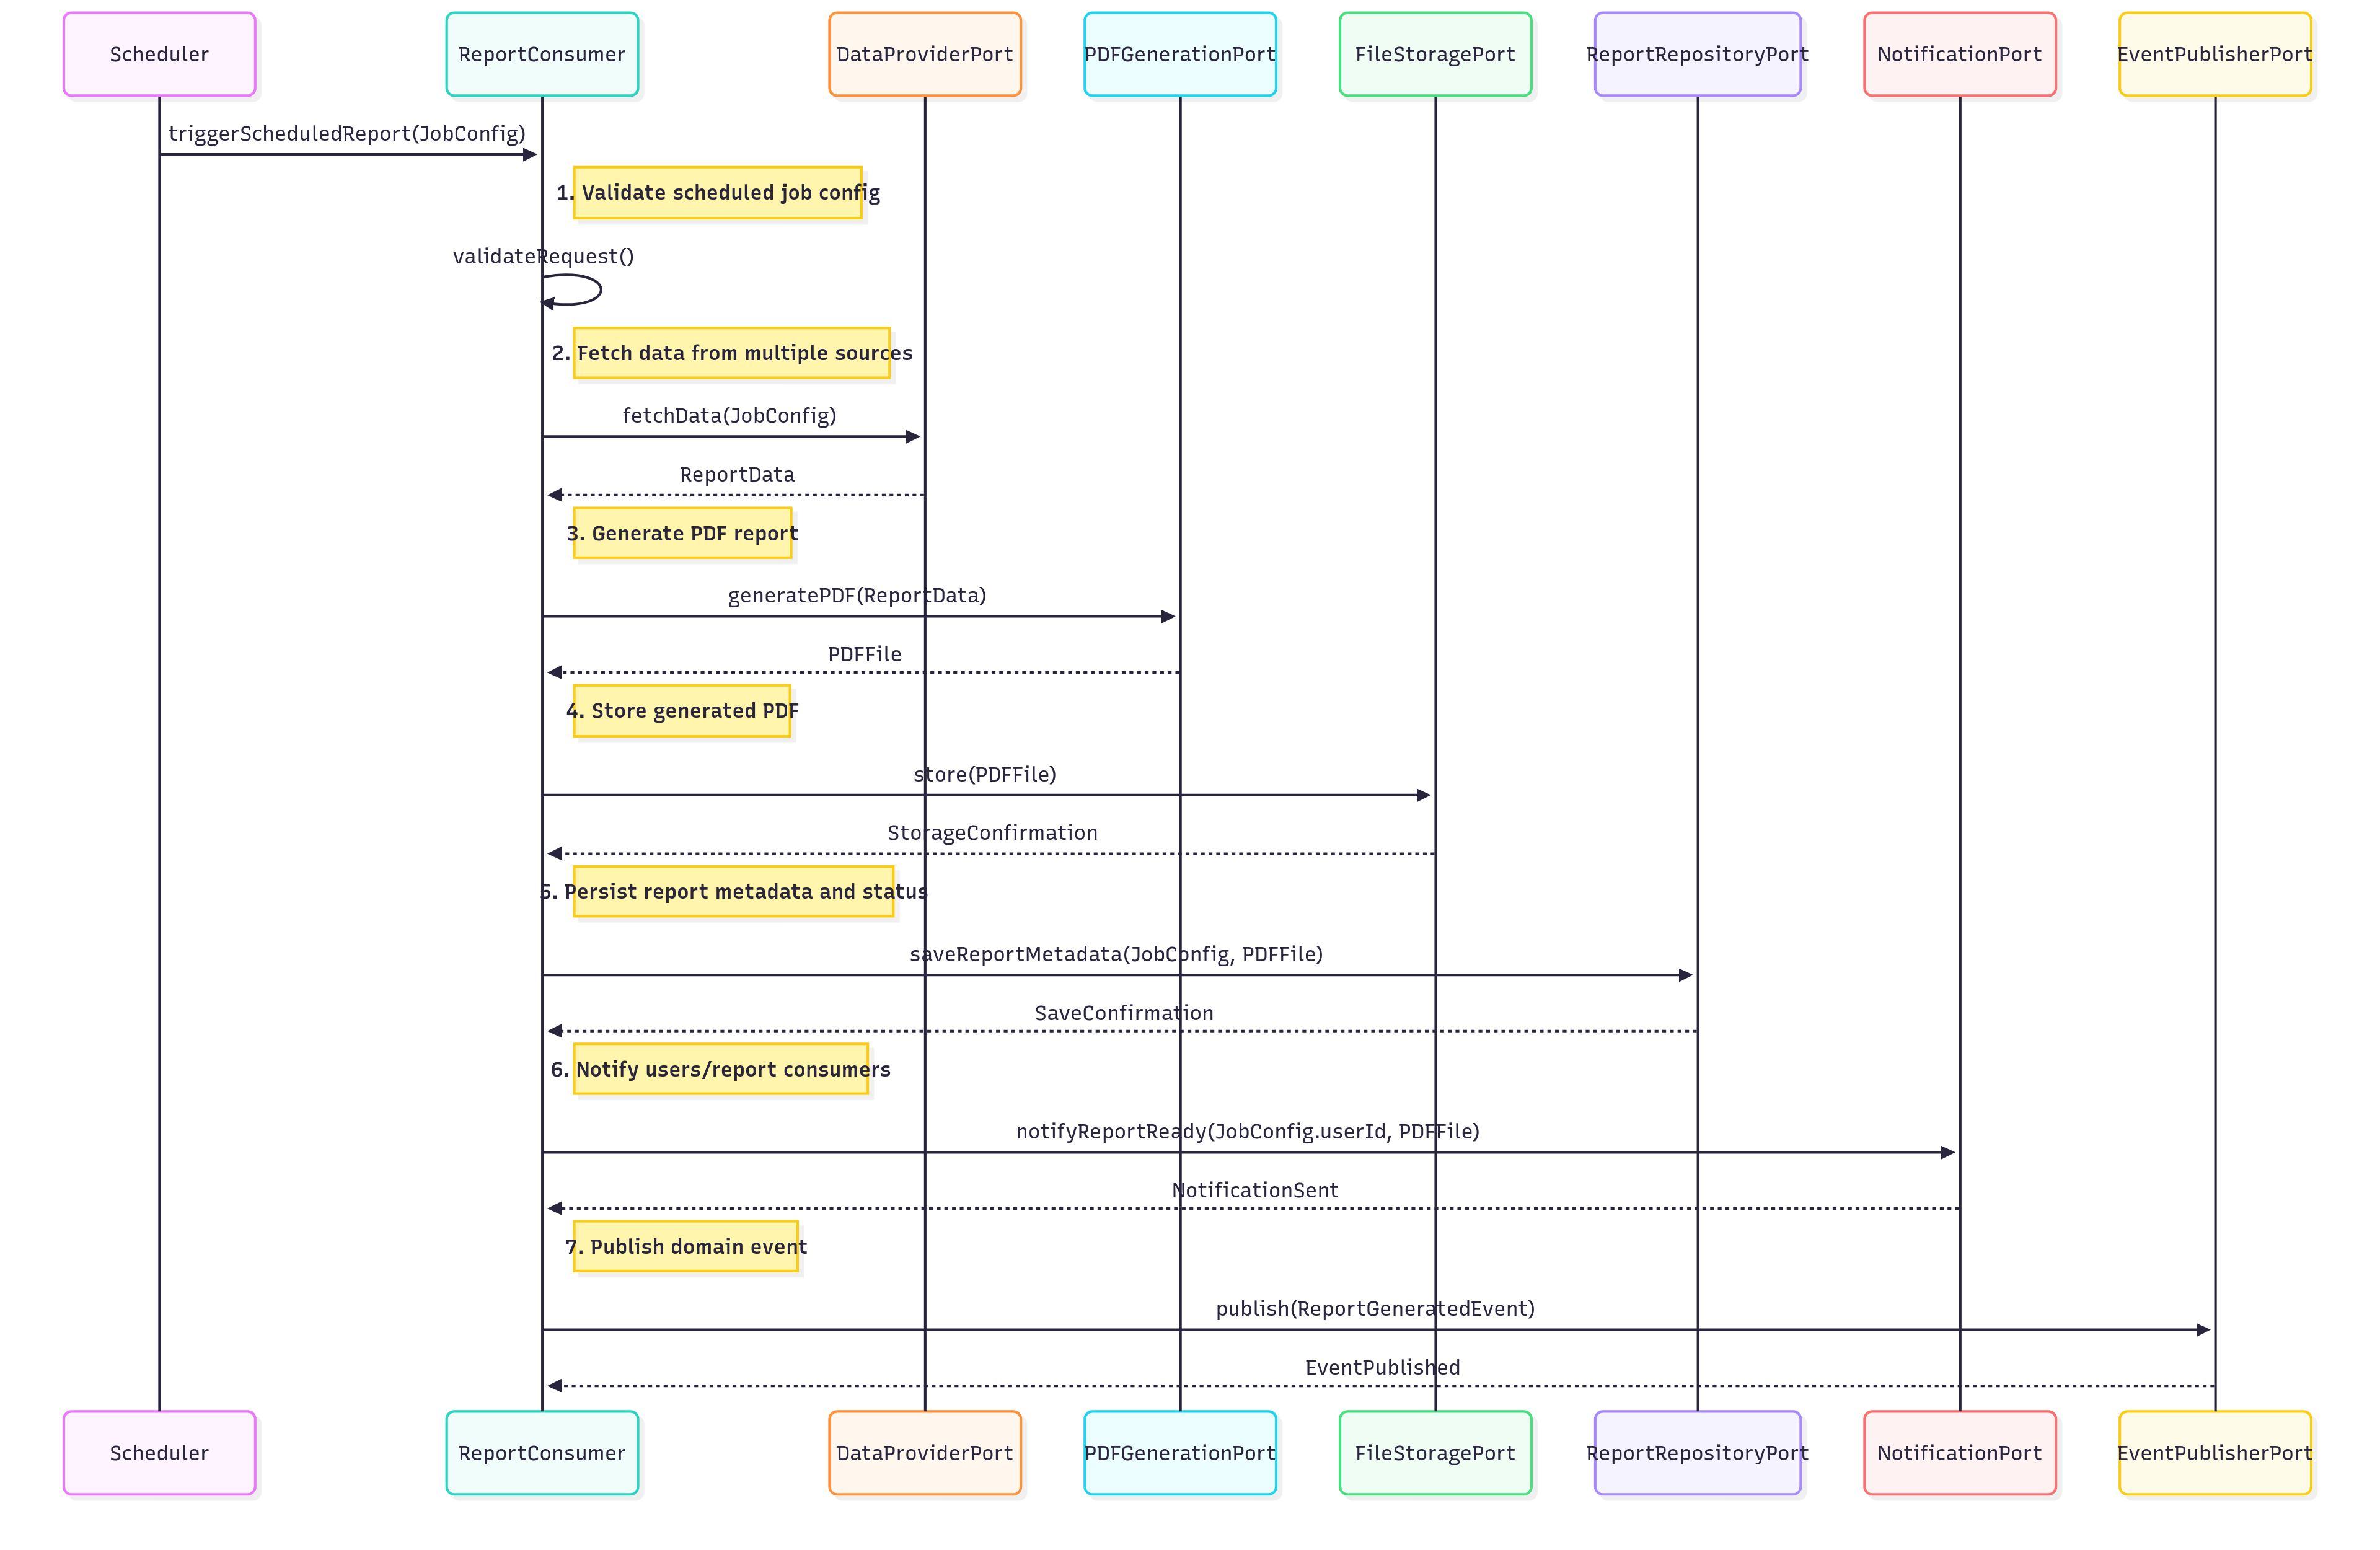 Scheduler
ReportConsumer
DataProviderPort
PDFGenerationPort
FileStoragePort
ReportRepositoryPort
NotificationPort
EventPublisherPort
triggerScheduledReport(JobConfig)
1. Validate scheduled job config
validateRequest()
2. Fetch data from multiple sources
fetchData(JobConfig)
ReportData
3. Generate PDF report
generatePDF(ReportData)
PDFFile
4. Store generated PDF
store(PDFFile)
StorageConfirmation
5. Persist report metadata and status
saveReportMetadata(JobConfig, PDFFile)
SaveConfirmation
6. Notify users/report consumers
notifyReportReady(JobConfig.userId, PDFFile)
NotificationSent
7. Publish domain event
publish(ReportGeneratedEvent)
EventPublished
Scheduler
ReportConsumer
DataProviderPort
PDFGenerationPort
FileStoragePort
ReportRepositoryPort
NotificationPort
EventPublisherPort